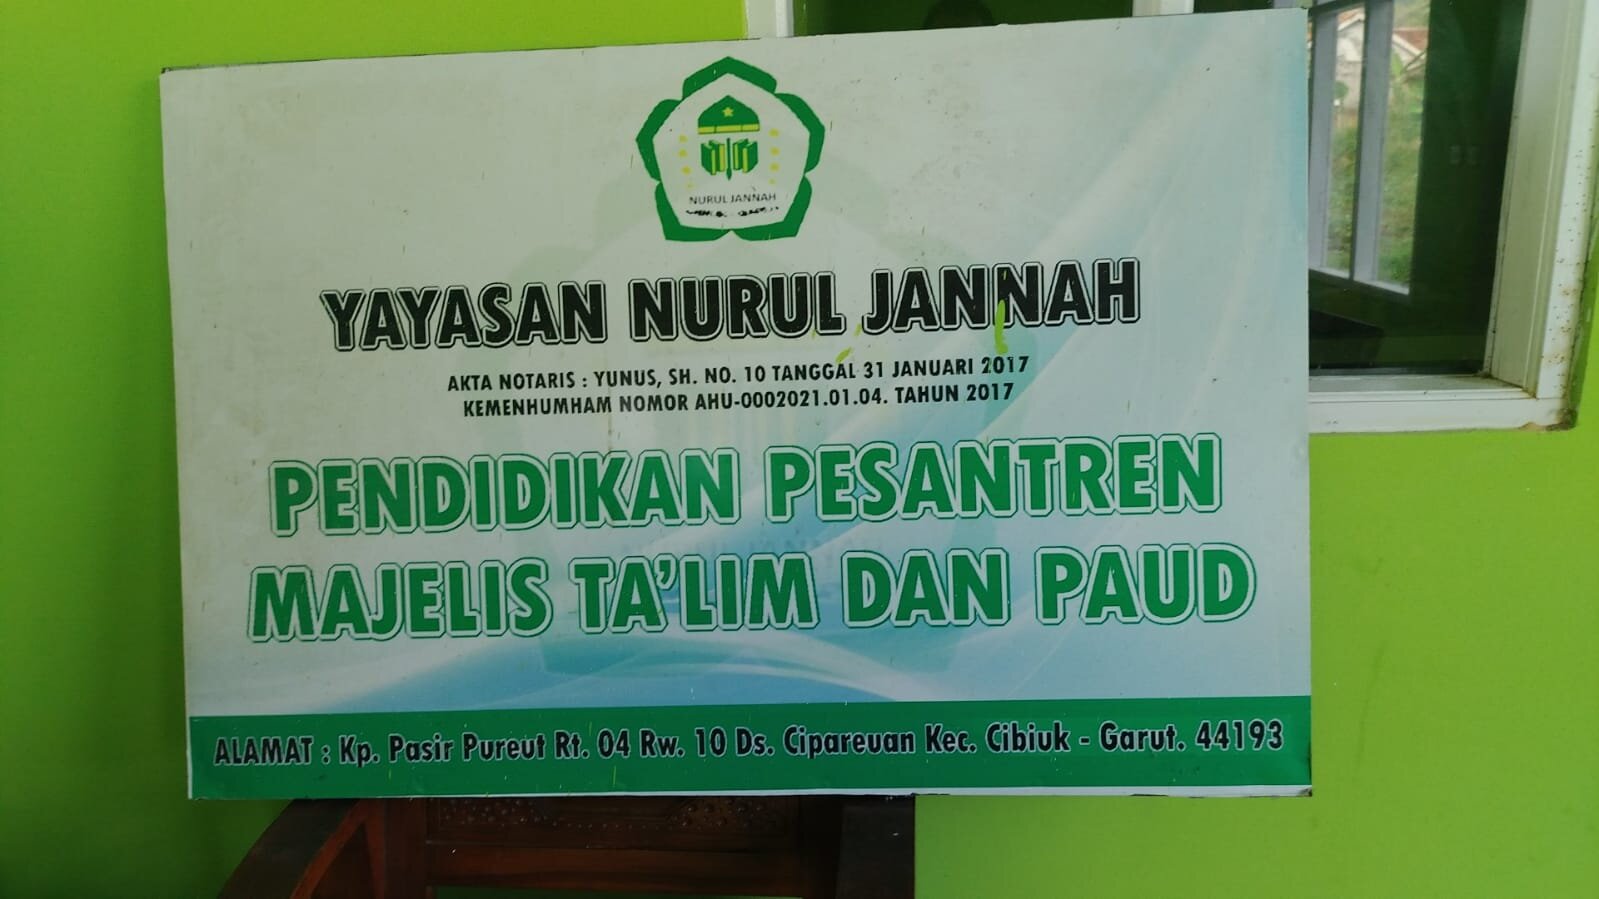 NURUL JANNAH
YAYASAN NURUL JANNAH
AKTA NOTARIS : YUNUS, SH. NO. 10 TANGGAL 31 JANUARI 2017
KEMENHUMHAM NOMOR AHU-0002021.01.04. TAHUN 2017
PENDIDIKAN PESANTREN
MAJELIS TA'LIM DAN PAUD
ALAMAT : Kp. Pasir Pureut Rt. 04 Rw. 10 Ds. Cipareuan Kec. Cibiuk - Garut. 44193